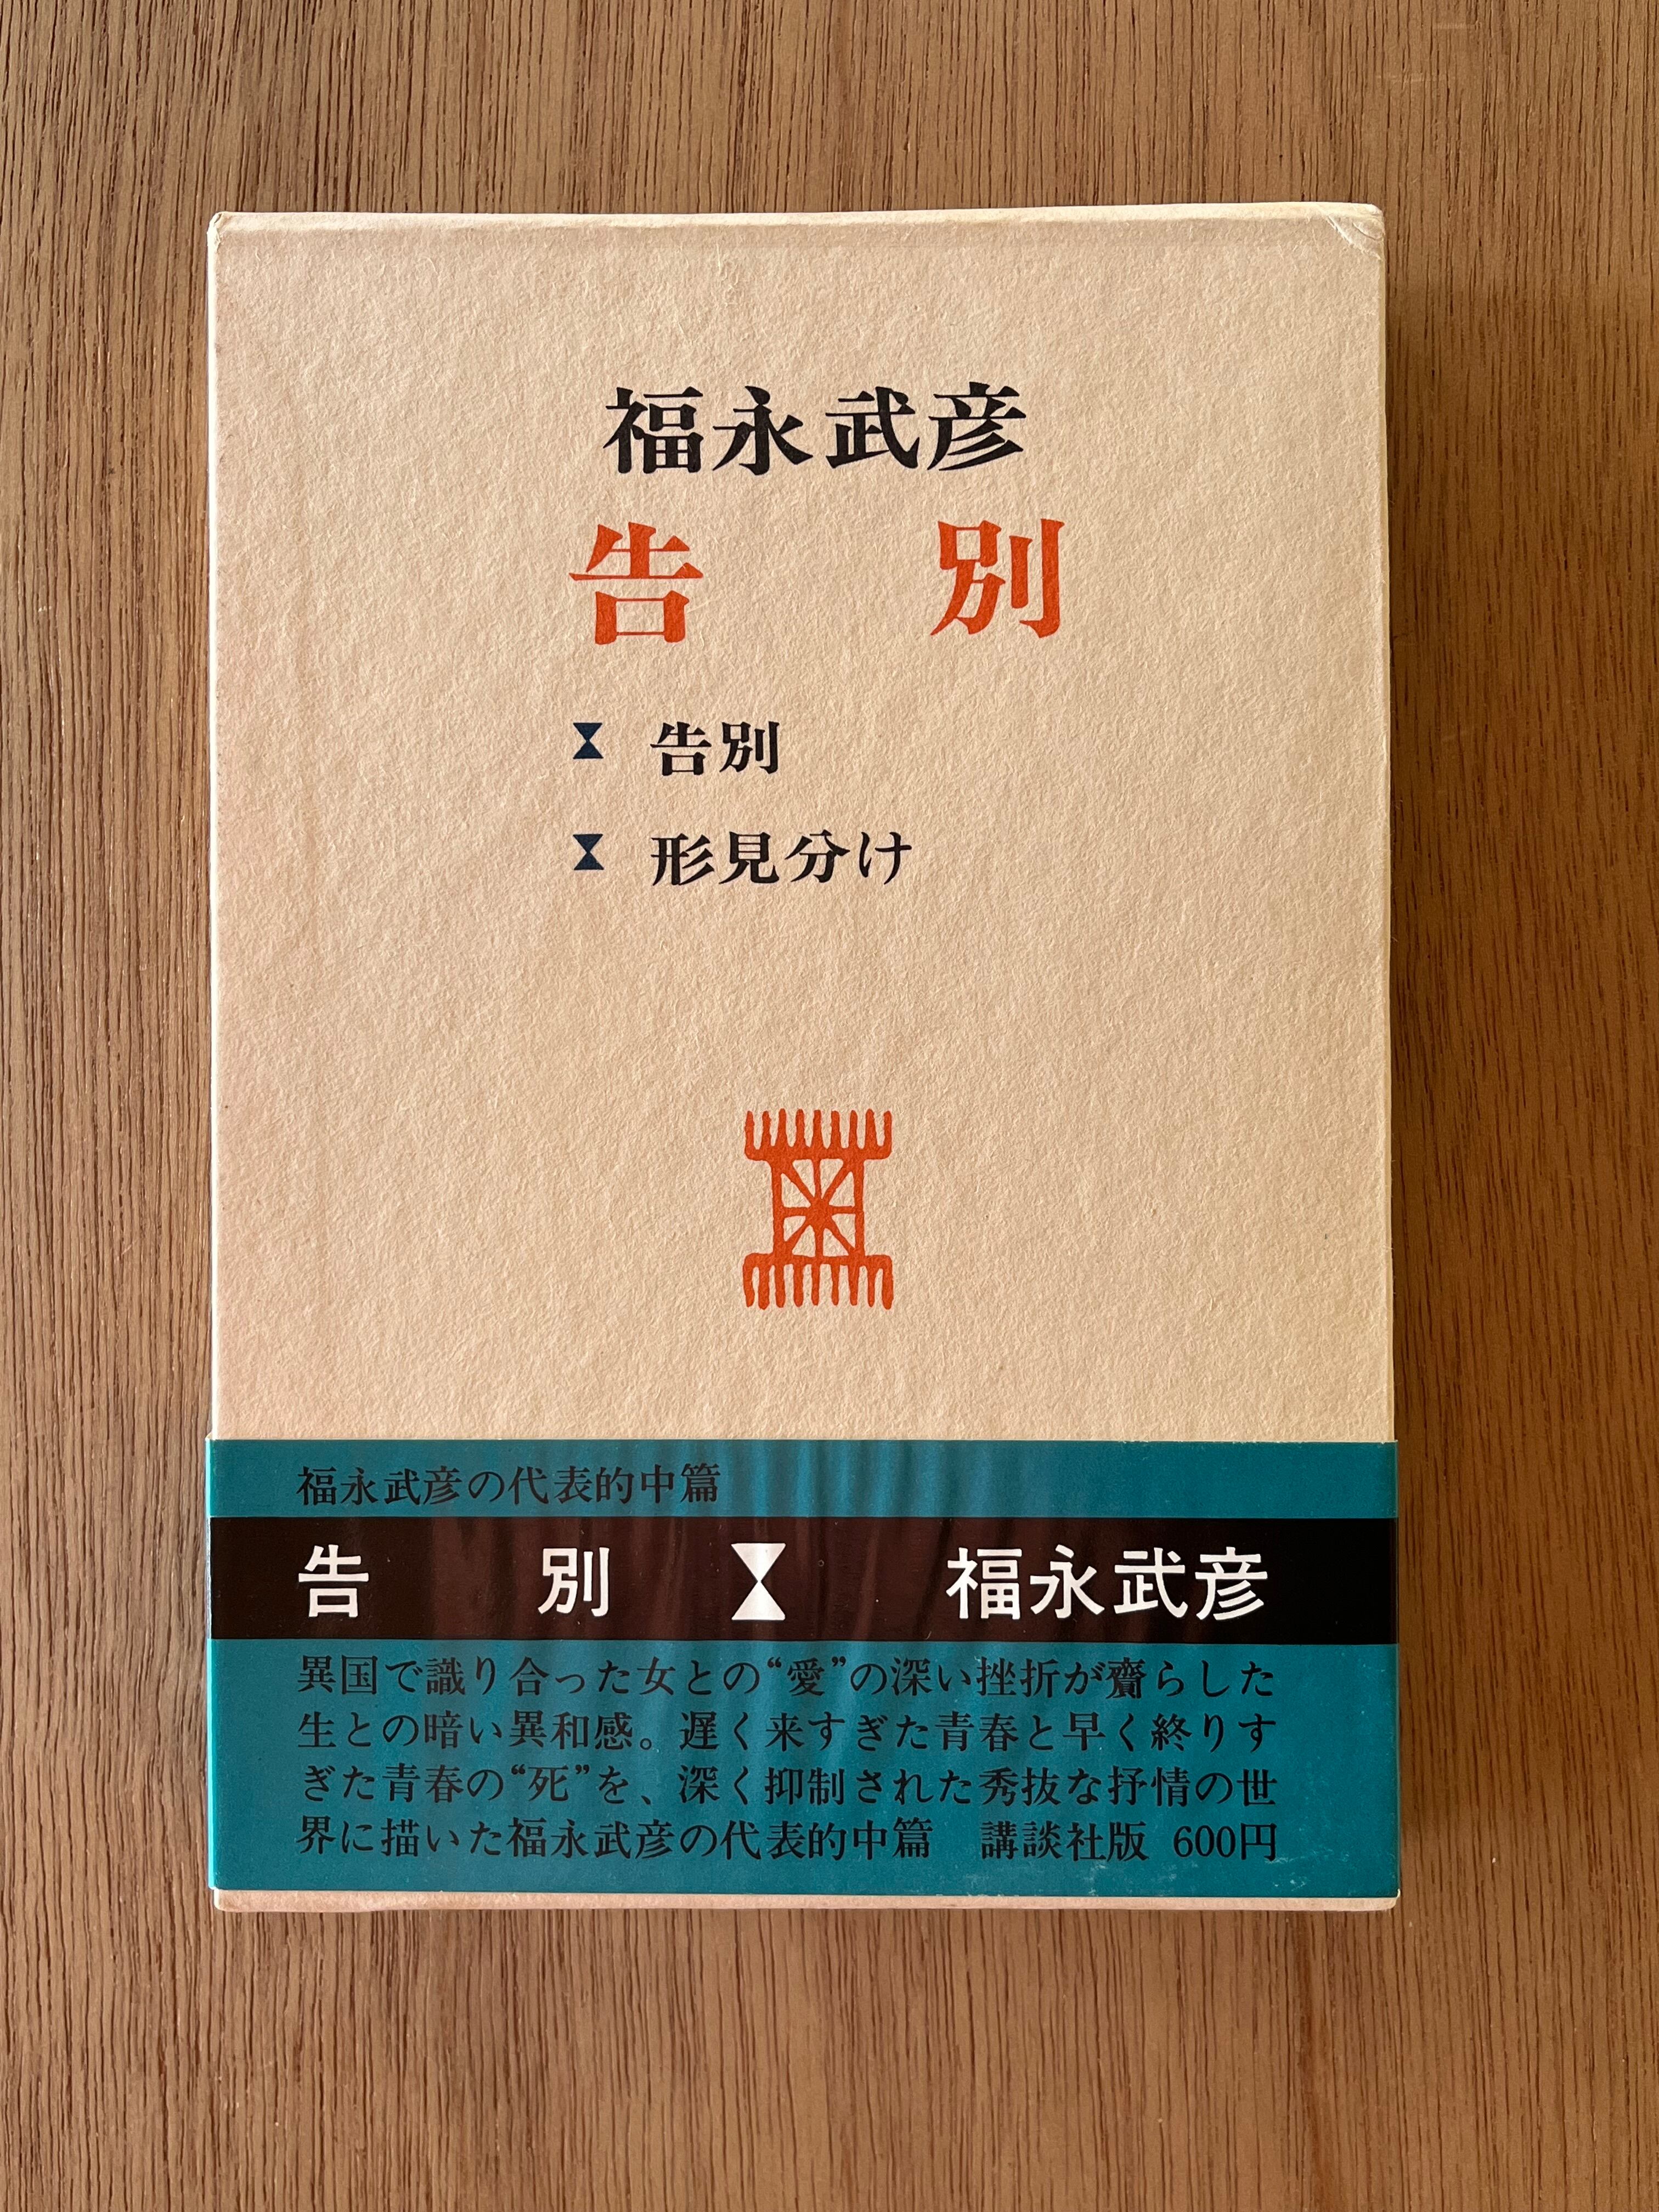 福永武彦
告別
告別
形見分け
福永武彦の代表的中篇
告別 福永武彦
異国で識り合った女との“愛”の深い挫折が齎らした
生との暗い異和感。遅く来すぎた青春と早く終りす
ぎた青春の“死”を、深く抑制された秀抜な抒情の世
界に描いた福永武彦の代表的中篇 講談社版 600円